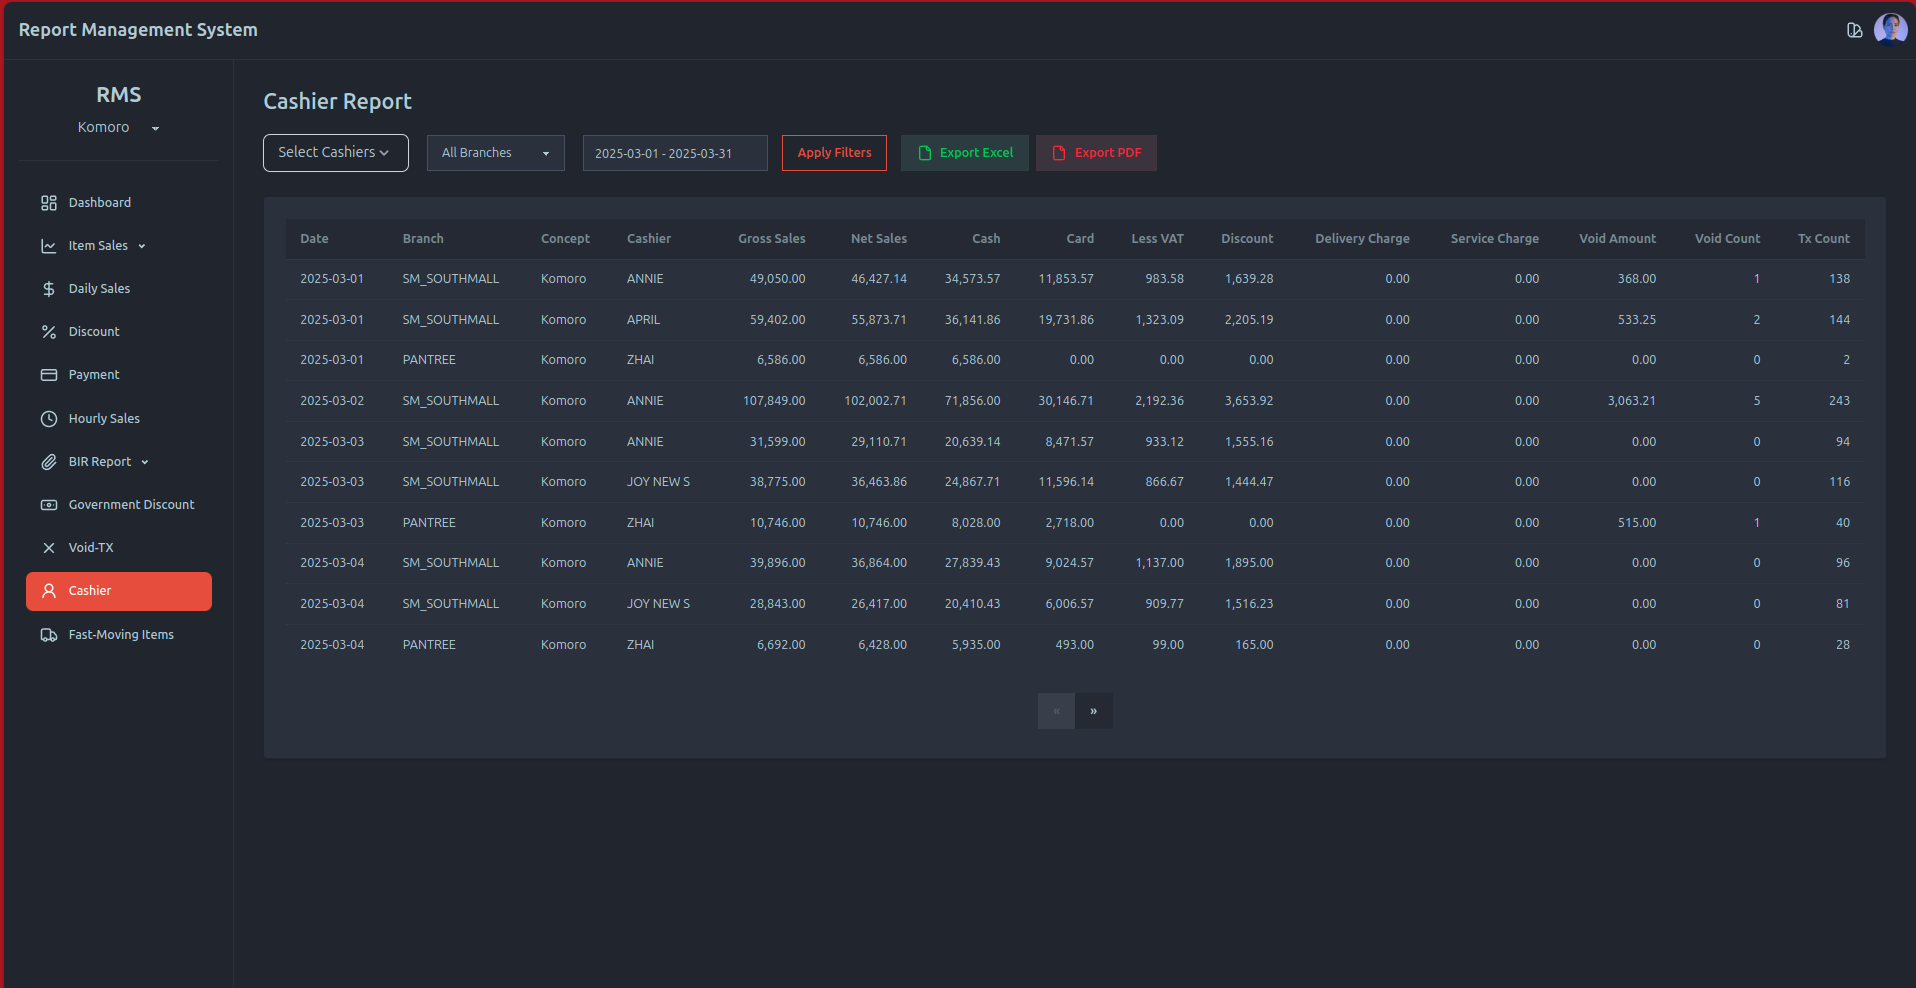 Report Management System
RMS
Komoro
Dashboard
Item Sales
Daily Sales
Discount
Payment
Hourly Sales
BIR Report
Government Discount
Void-TX
Cashier
Fast-Moving Items
Cashier Report
Select Cashiers All Branches 2025-03-01 - 2025-03-31 Apply Filters Export Excel Export PDF
Date Branch Concept Cashier Gross Sales Net Sales Cash Card Less VAT Discount Delivery Charge Service Charge Void Amount Void Count Tx Count
2025-03-01 SM_SOUTHMALL Komoro ANNIE 49,050.00 46,427.14 34,573.57 11,853.57 983.58 1,639.28 0.00 0.00 368.00 1 138
2025-03-01 SM_SOUTHMALL Komoro APRIL 59,402.00 55,873.71 36,141.86 19,731.86 1,323.09 2,205.19 0.00 0.00 533.25 2 144
2025-03-01 PANTREE Komoro ZHAI 6,586.00 6,586.00 6,586.00 0.00 0.00 0.00 0.00 0.00 0.00 0 2
2025-03-02 SM_SOUTHMALL Komoro ANNIE 107,849.00 102,002.71 71,856.00 30,146.71 2,192.36 3,653.92 0.00 0.00 3,063.21 5 243
2025-03-03 SM_SOUTHMALL Komoro ANNIE 31,599.00 29,110.71 20,639.14 8,471.57 933.12 1,555.16 0.00 0.00 0.00 0 94
2025-03-03 SM_SOUTHMALL Komoro JOY NEW S 38,775.00 36,463.86 24,867.71 11,596.14 866.67 1,444.47 0.00 0.00 0.00 0 116
2025-03-03 PANTREE Komoro ZHAI 10,746.00 10,746.00 8,028.00 2,718.00 0.00 0.00 0.00 0.00 515.00 1 40
2025-03-04 SM_SOUTHMALL Komoro ANNIE 39,896.00 36,864.00 27,839.43 9,024.57 1,137.00 1,895.00 0.00 0.00 0.00 0 96
2025-03-04 SM_SOUTHMALL Komoro JOY NEW S 28,843.00 26,417.00 20,410.43 6,006.57 909.77 1,516.23 0.00 0.00 0.00 0 81
2025-03-04 PANTREE Komoro ZHAI 6,692.00 6,428.00 5,935.00 493.00 99.00 165.00 0.00 0.00 0.00 0 28
« »